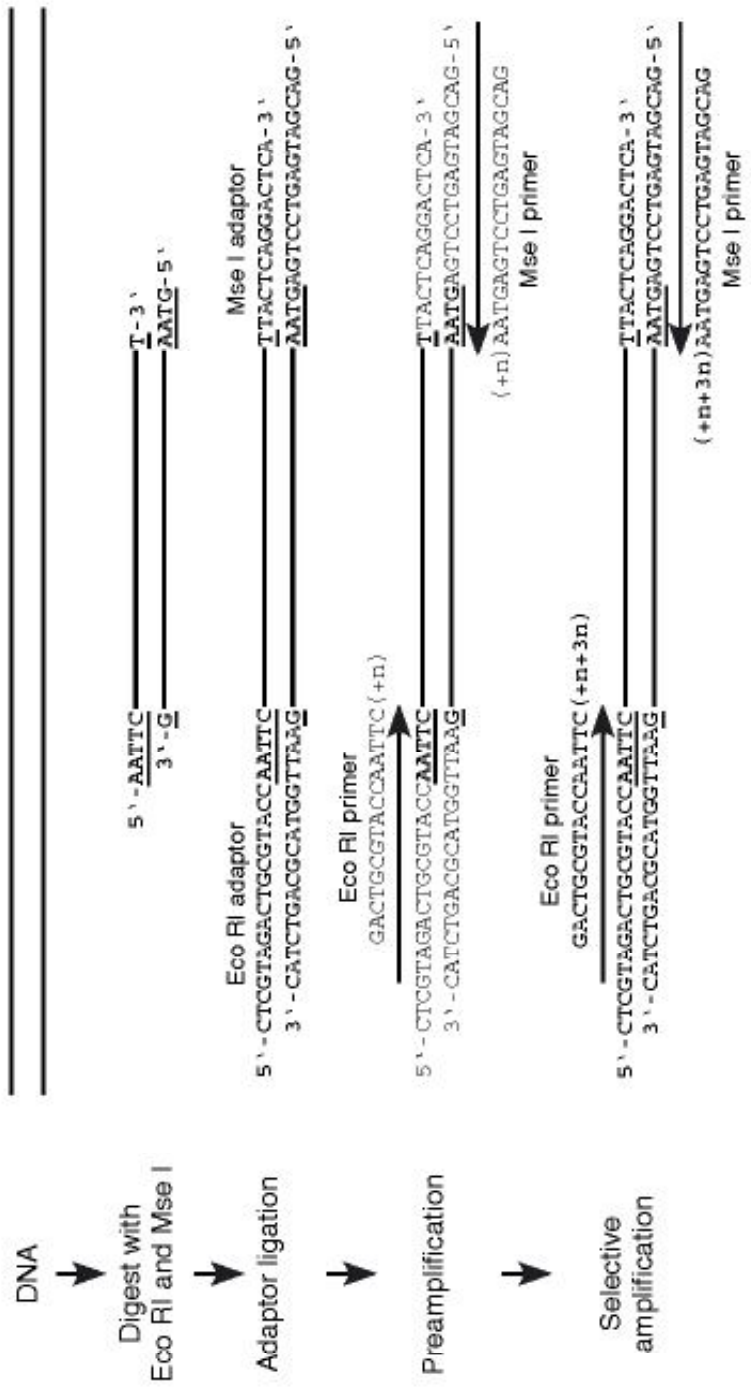 DNA
Digest with
Eco RI and Mse I
5‵-AATTC
T-3‵
3‵-G
AATG-5‵
Adaptor ligation
Eco RI adaptor
Mse I adaptor
5‵-CTCGTAGACTGCGTACCAATTC
TTACTCAGGACTCA-3‵
3‵-CATCTGACGCATGGTTAAG
AATGAGTCCTGAGTAGCAG-5‵
Preamplification
Eco RI primer
GACTGCGTACCAATTC(+n)
5‵-CTCGTAGACTGCGTACCAATTC
TTACTCAGGACTCA-3‵
3‵-CATCTGACGCATGGTTAAG
AATGAGTCCTGAGTAGCAG-5‵
(+n)AATGAGTCCTGAGTAGCAG
Mse I primer
Selective
amplification
Eco RI primer
GACTGCGTACCAATTC(+n+3n)
5‵-CTCGTAGACTGCGTACCAATTC
TTACTCAGGACTCA-3‵
3‵-CATCTGACGCATGGTTAAG
AATGAGTCCTGAGTAGCAG-5‵
(+n+3n)AATGAGTCCTGAGTAGCAG
Mse I primer